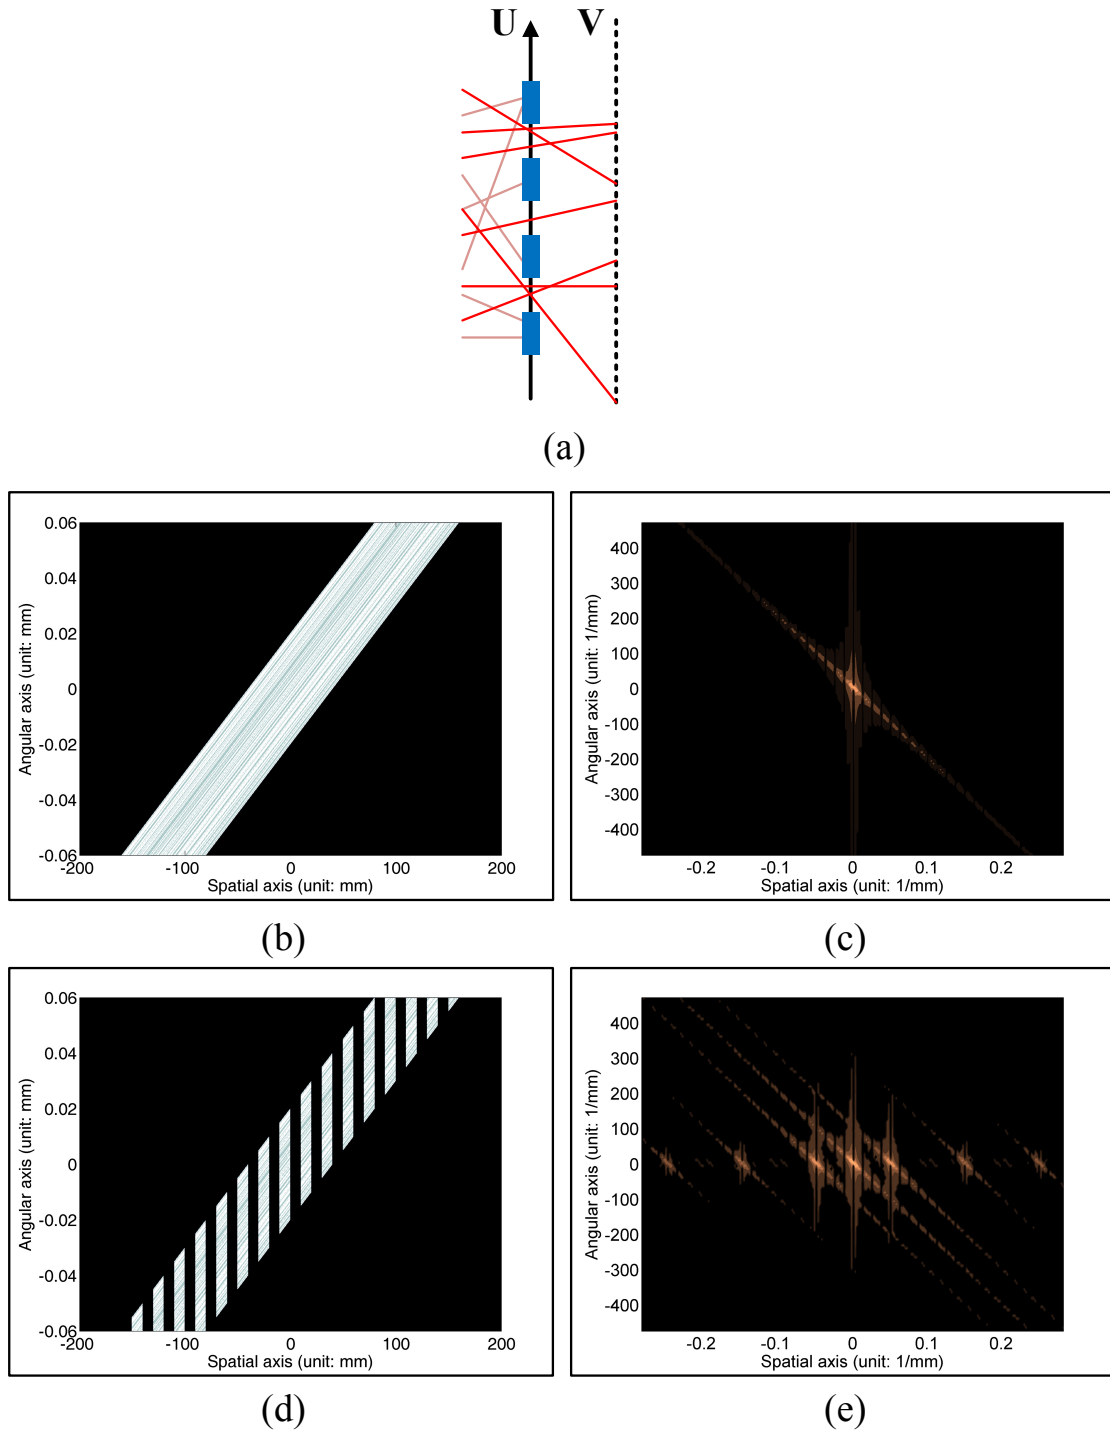 U V
(a)
0.06
0.04
0.02
0
-0.02
-0.04
-0.06
Angular axis (unit: mm)
-200 -100 0 100 200
Spatial axis (unit: mm)
400
300
200
100
0
-100
-200
-300
-400
Angular axis (unit: 1/mm)
-0.2 -0.1 0 0.1 0.2
Spatial axis (unit: 1/mm)
(b) (c)
0.06
0.04
0.02
0
-0.02
-0.04
-0.06
Angular axis (unit: mm)
-200 -100 0 100 200
Spatial axis (unit: mm)
400
300
200
100
0
-100
-200
-300
-400
Angular axis (unit: 1/mm)
-0.2 -0.1 0 0.1 0.2
Spatial axis (unit: 1/mm)
(d) (e)